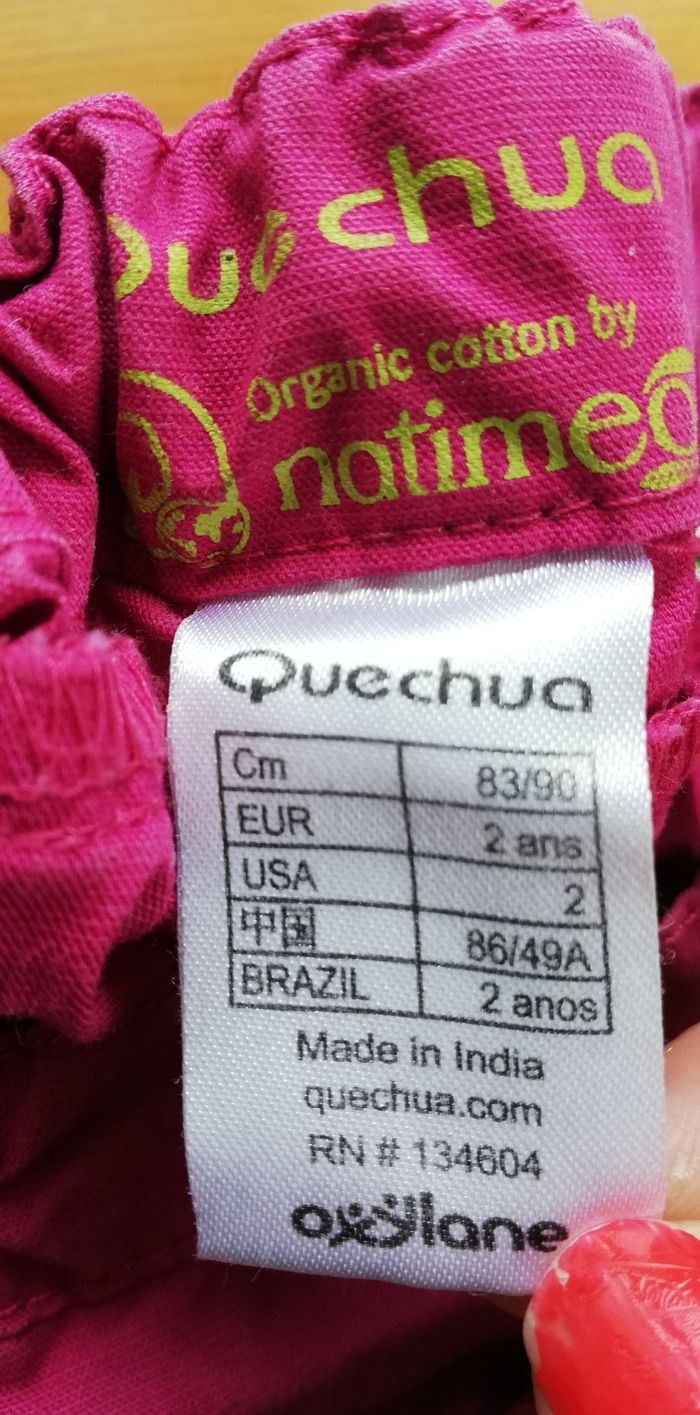 Quechua
Organic cotton by
natimeo
Quechua
Cm 83/90
EUR 2 ans
USA 2
中国 86/49A
BRAZIL 2 anos
Made in India
quechua.com
RN # 134604
oxylane